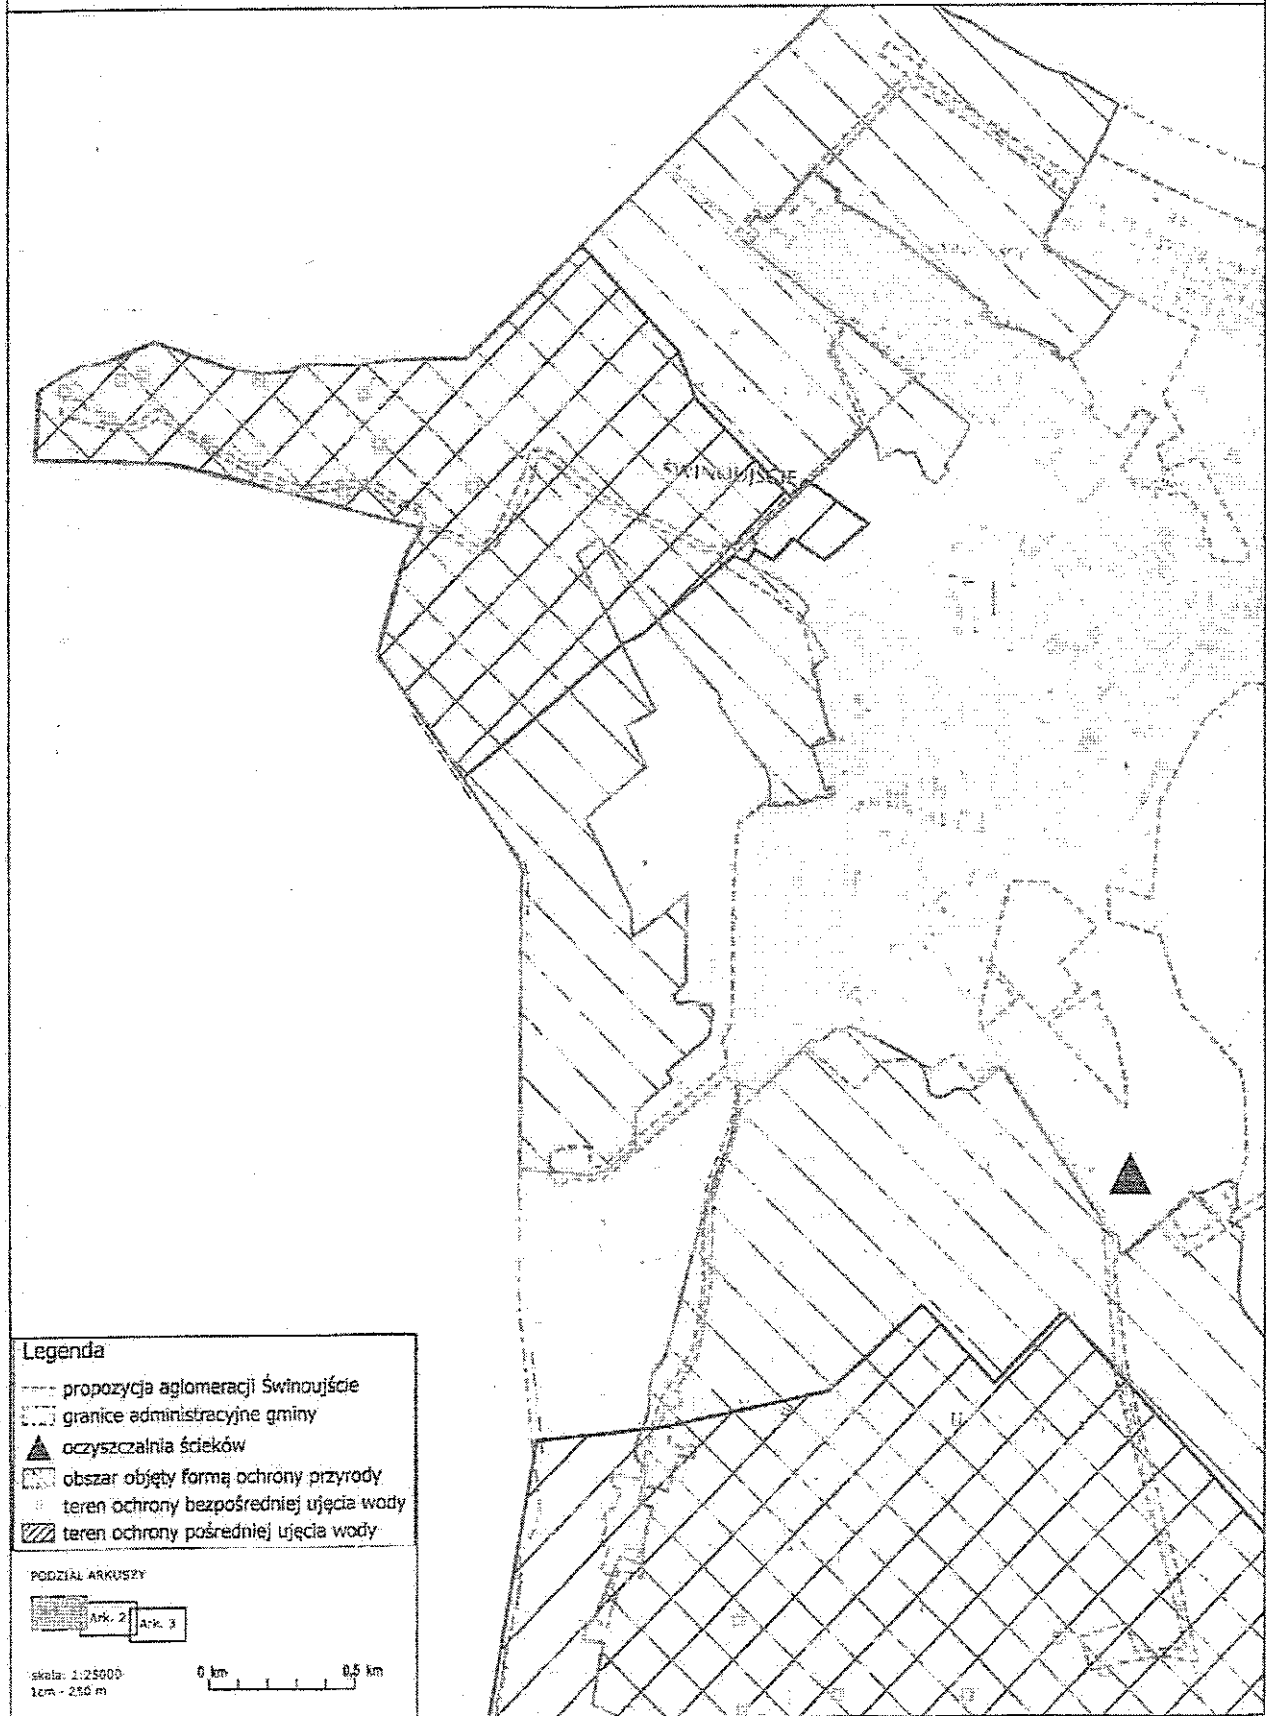 ŚWINOUJŚCIE
Legenda
propozycja aglomeracji Świnoujście
granice administracyjne gminy
oczyszczalnia ścieków
obszar objęty formą ochrony przyrody
teren ochrony bezpośredniej ujęcia wody
teren ochrony pośredniej ujęcia wody
PODZIAŁ ARKUSZY
Ark. 2
Ark. 3
skala: 1:25000
1cm - 250 m
0 km 0,5 km